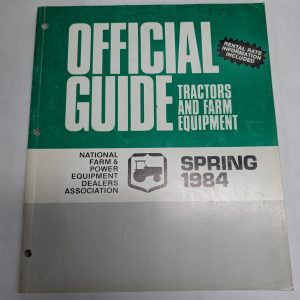 OFFICIAL
GUIDE
TRACTORS
AND FARM
EQUIPMENT
RENTAL RATE
INFORMATION
INCLUDED
NATIONAL
FARM &
POWER
EQUIPMENT
DEALERS
ASSOCIATION
SPRING
1984